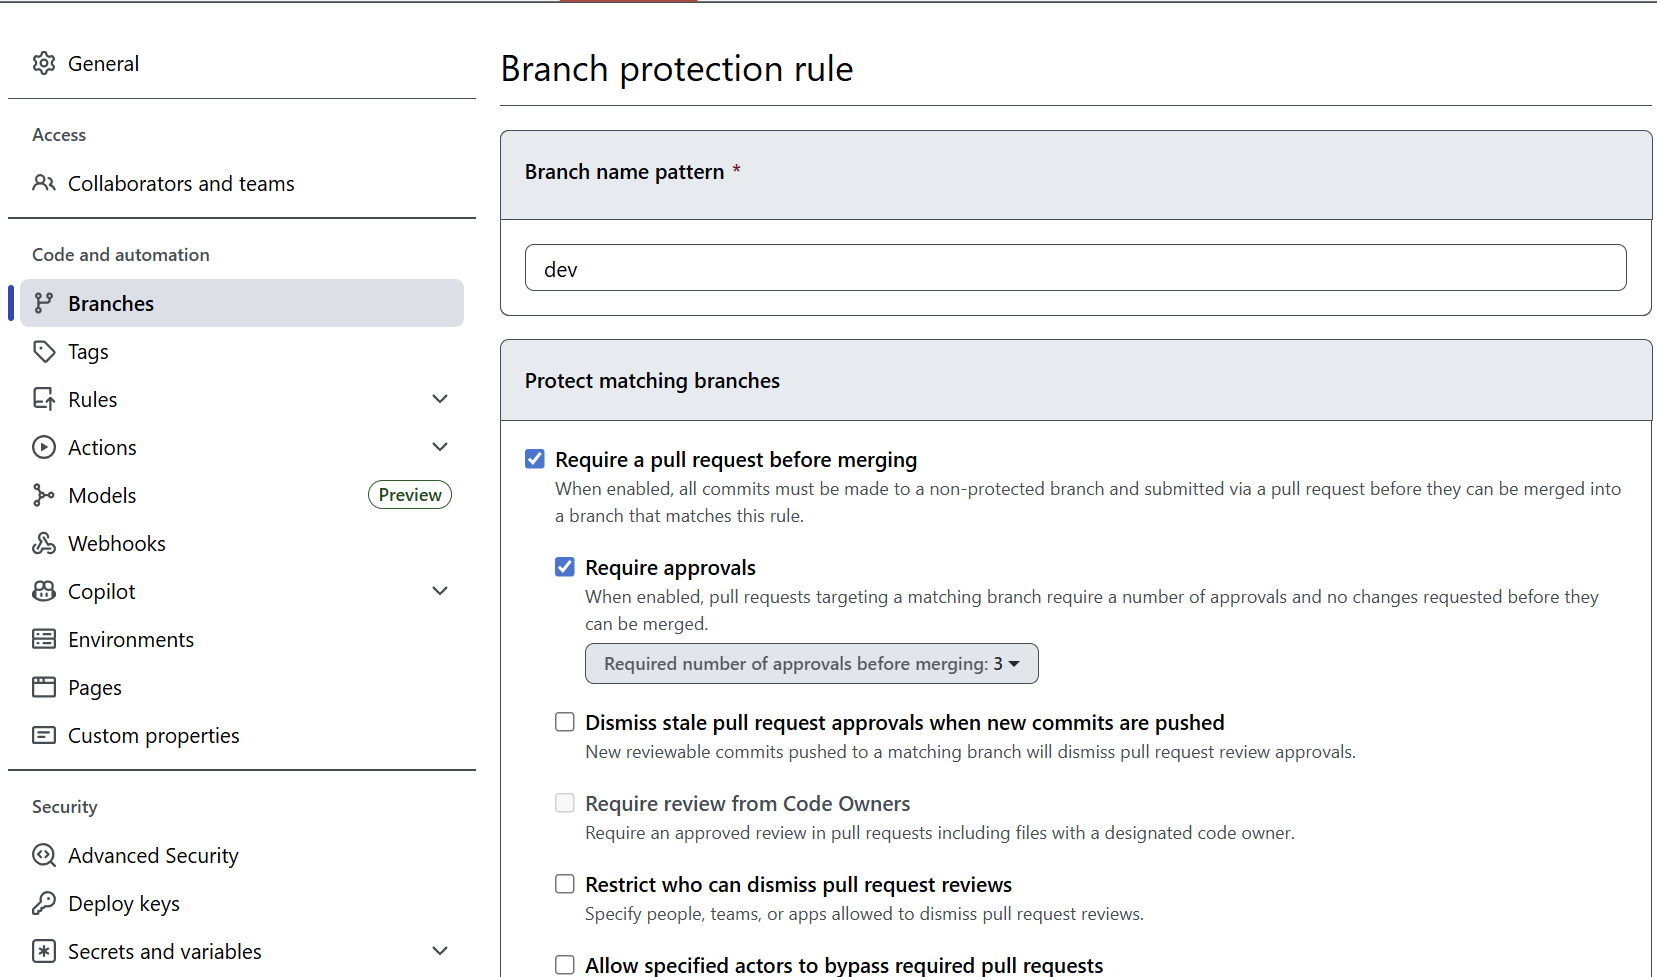 General
Access
Collaborators and teams
Code and automation
Branches
Tags
Rules
Actions
Models
Preview
Webhooks
Copilot
Environments
Pages
Custom properties
Security
Advanced Security
Deploy keys
Secrets and variables
Branch protection rule
Branch name pattern *
dev
Protect matching branches
Require a pull request before merging
When enabled, all commits must be made to a non-protected branch and submitted via a pull request before they can be merged into
a branch that matches this rule.
Require approvals
When enabled, pull requests targeting a matching branch require a number of approvals and no changes requested before they
can be merged.
Required number of approvals before merging: 3
Dismiss stale pull request approvals when new commits are pushed
New reviewable commits pushed to a matching branch will dismiss pull request review approvals.
Require review from Code Owners
Require an approved review in pull requests including files with a designated code owner.
Restrict who can dismiss pull request reviews
Specify people, teams, or apps allowed to dismiss pull request reviews.
Allow specified actors to bypass required pull requests